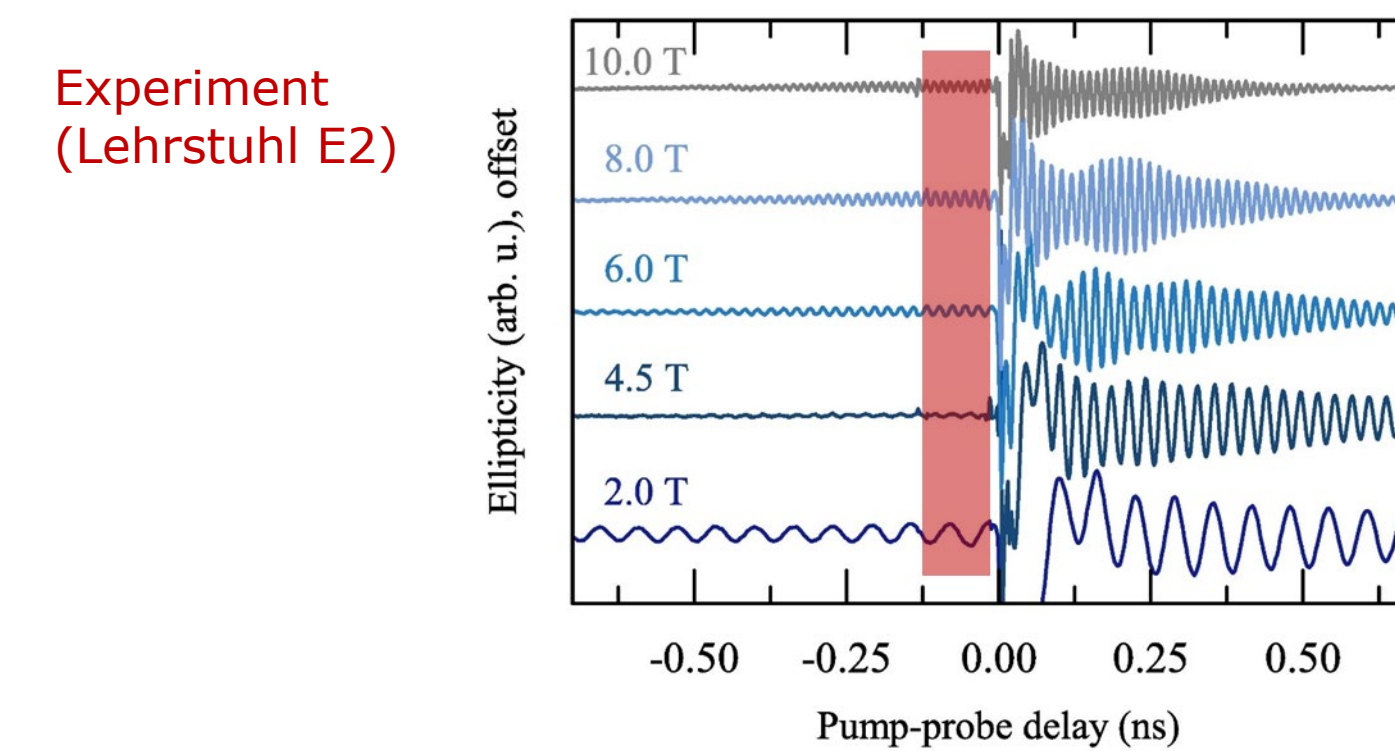 Experiment
(Lehrstuhl E2)
Ellipticity (arb. u.), offset
10.0 T
8.0 T
6.0 T
4.5 T
2.0 T
-0.50 -0.25 0.00 0.25 0.50
Pump-probe delay (ns)